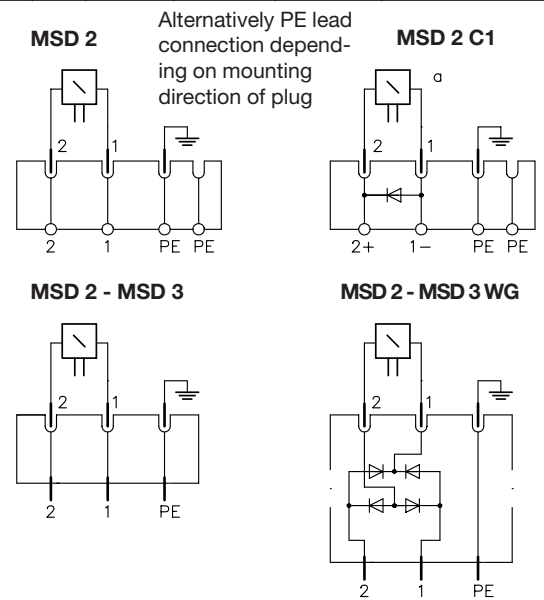 MSD 2
Alternatively PE lead
connection depend-
ing on mounting
direction of plug
MSD 2 C1
a
2 1
2 1
2 1 PE PE
2+ 1- PE PE
MSD 2 - MSD 3
MSD 2 - MSD 3 WG
2 1
2 1
2 1 PE
2 1 PE